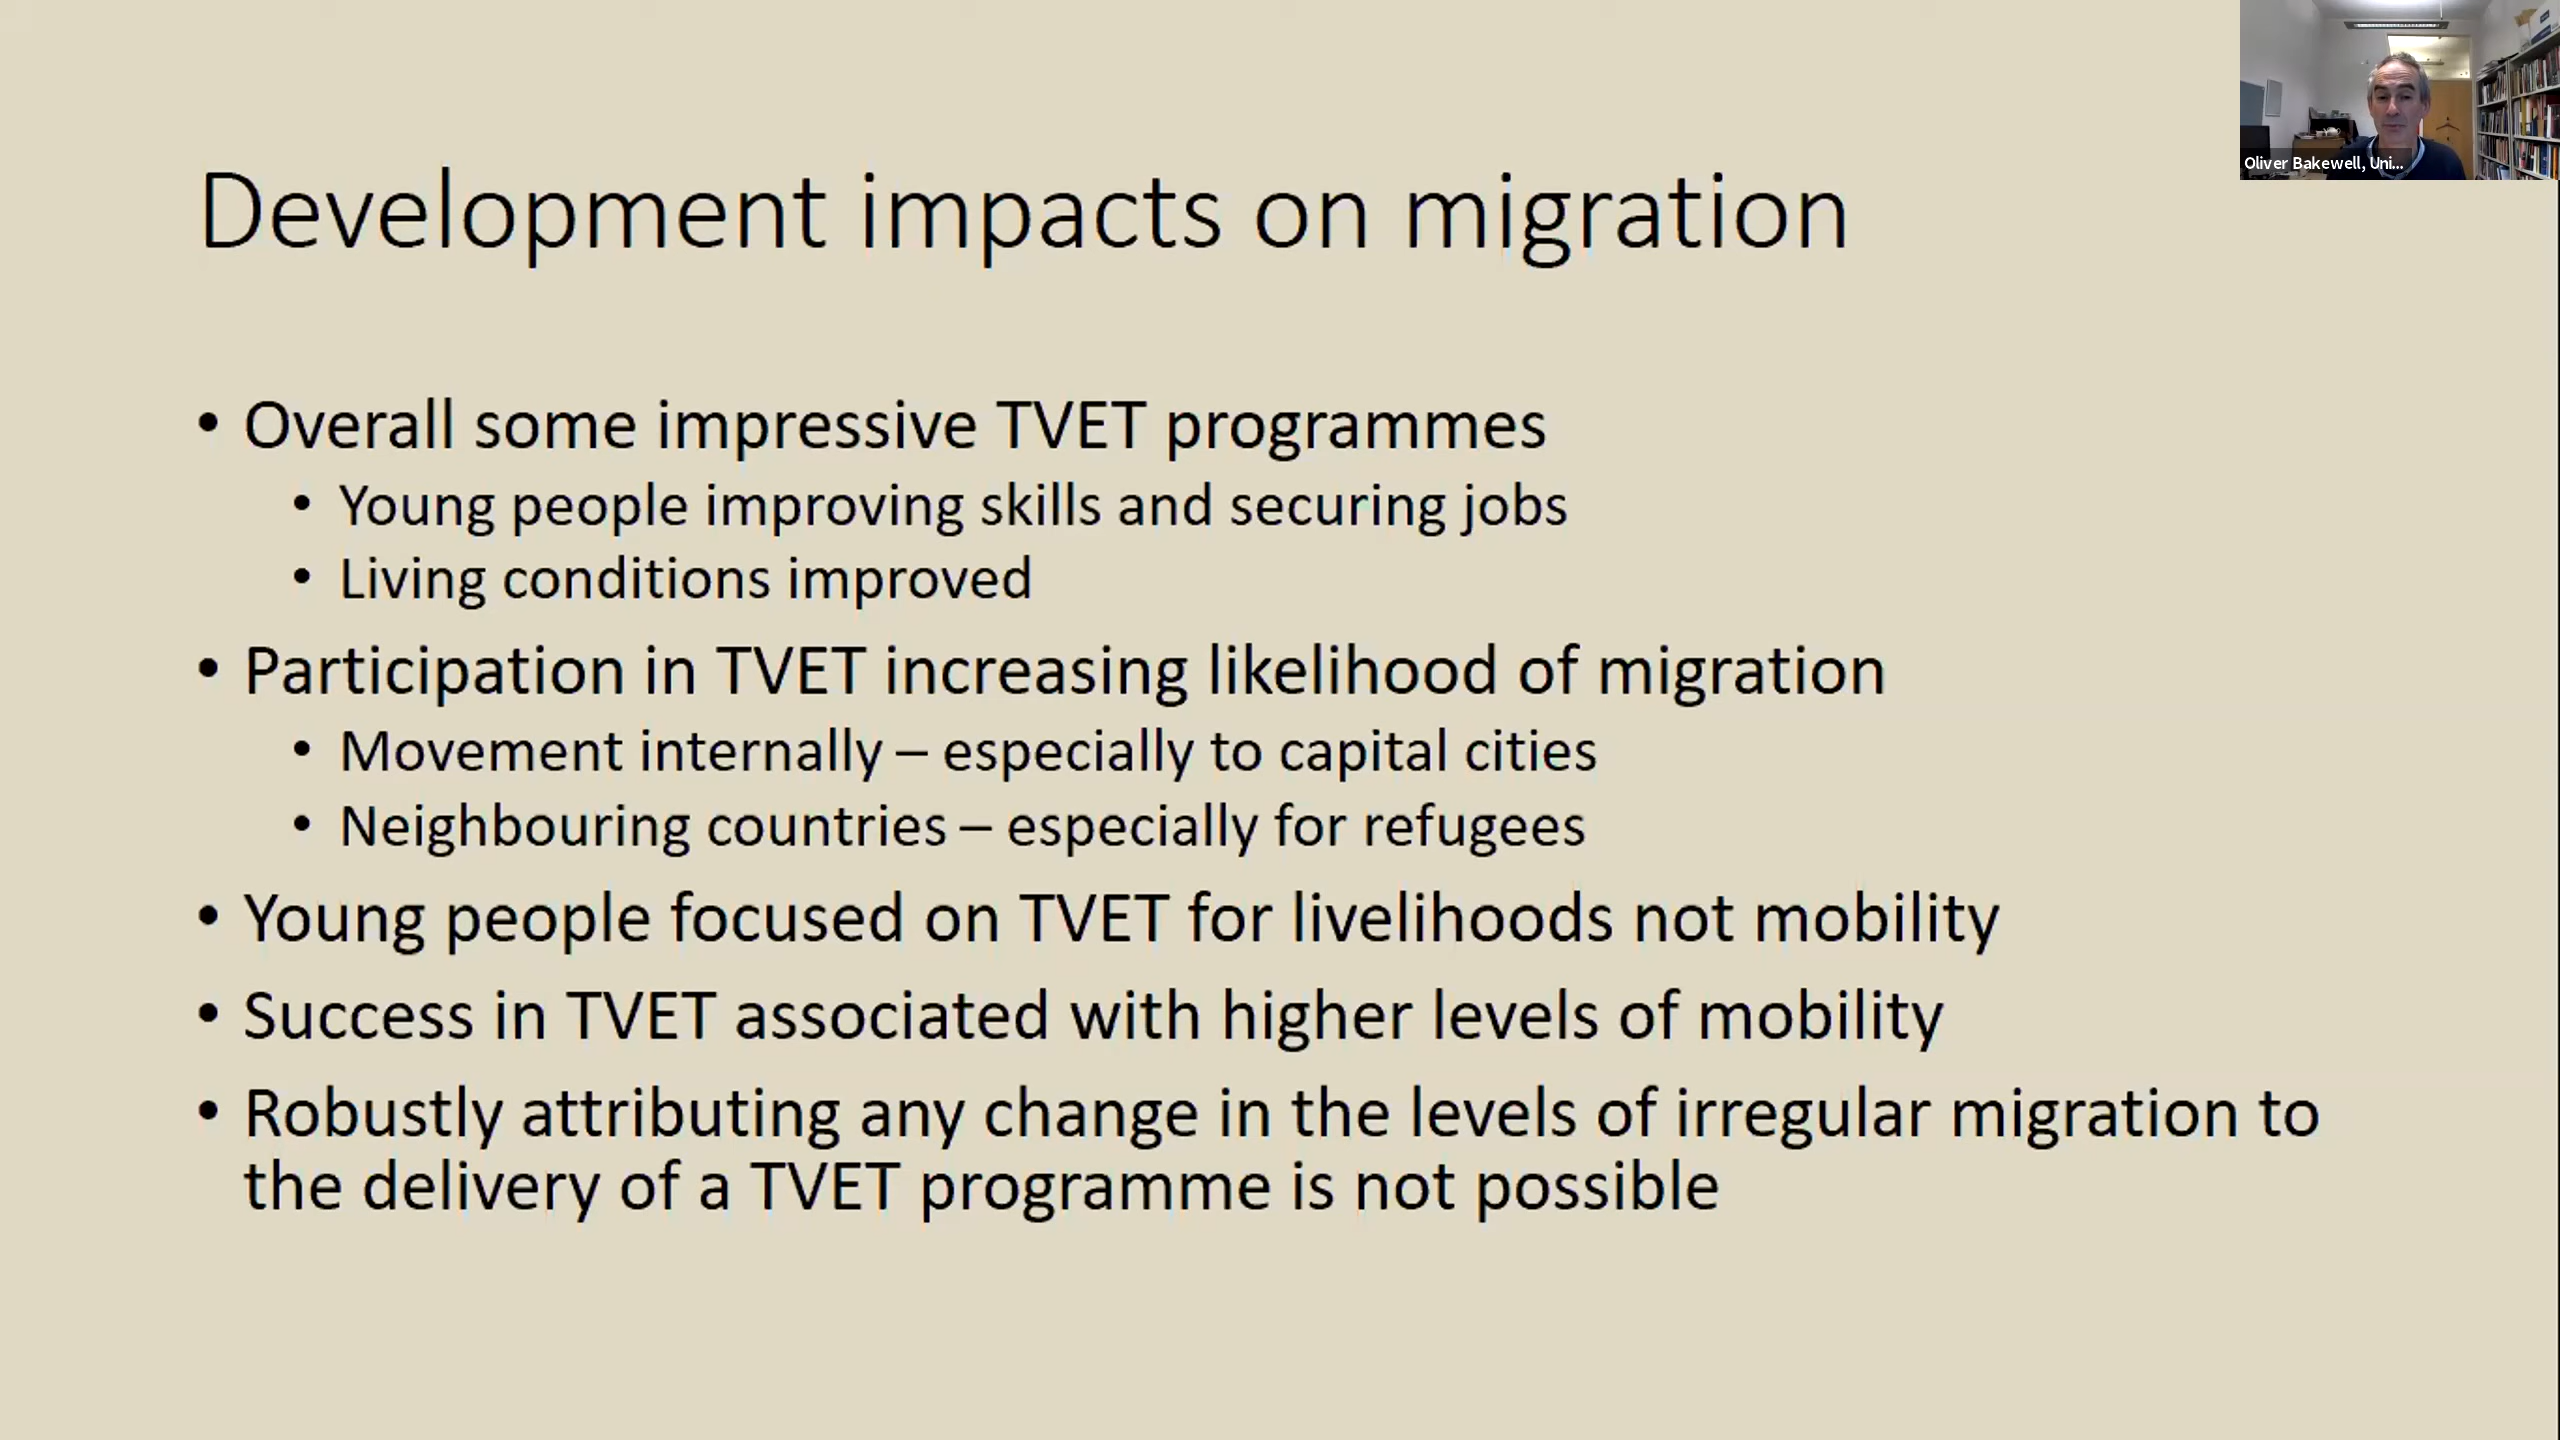 Development impacts on migration
• Overall some impressive TVET programmes
• Young people improving skills and securing jobs
• Living conditions improved
• Participation in TVET increasing likelihood of migration
• Movement internally – especially to capital cities
• Neighbouring countries – especially for refugees
• Young people focused on TVET for livelihoods not mobility
• Success in TVET associated with higher levels of mobility
• Robustly attributing any change in the levels of irregular migration to
the delivery of a TVET programme is not possible
Oliver Bakewell, Uni...